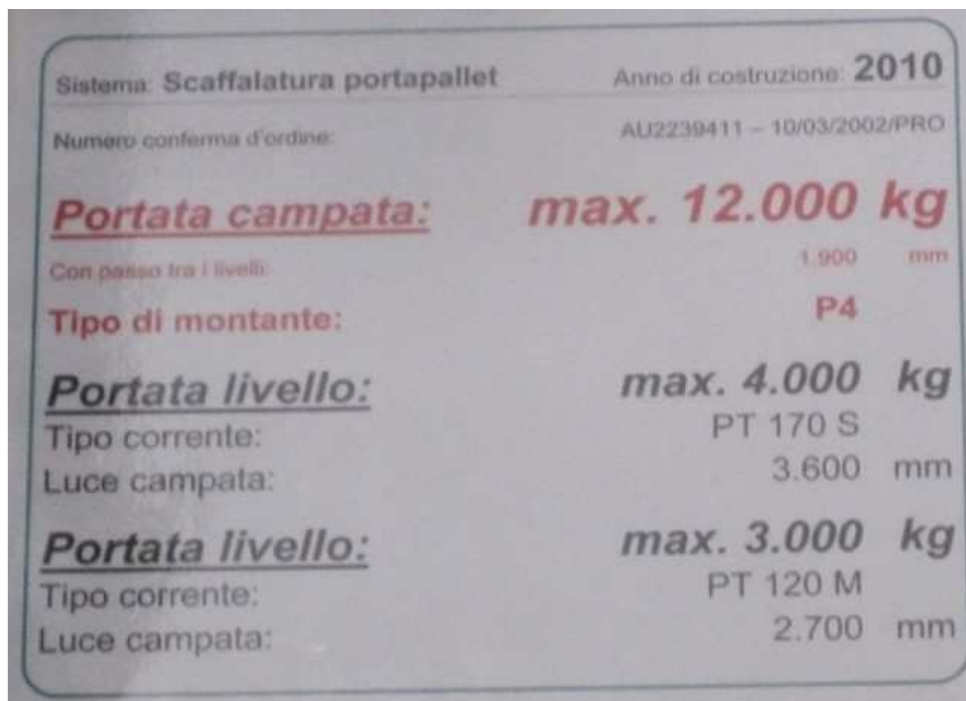 Sistema: Scaffalatura portapallet Anno di costruzione: 2010
Numero conferma d'ordine: AU2239411 – 10/03/2002/PRO
Portata campata: max. 12.000 kg
Con passo tra i livelli: 1.900 mm
Tipo di montante: P4
Portata livello: max. 4.000 kg
Tipo corrente: PT 170 S
Luce campata: 3.600 mm
Portata livello: max. 3.000 kg
Tipo corrente: PT 120 M
Luce campata: 2.700 mm